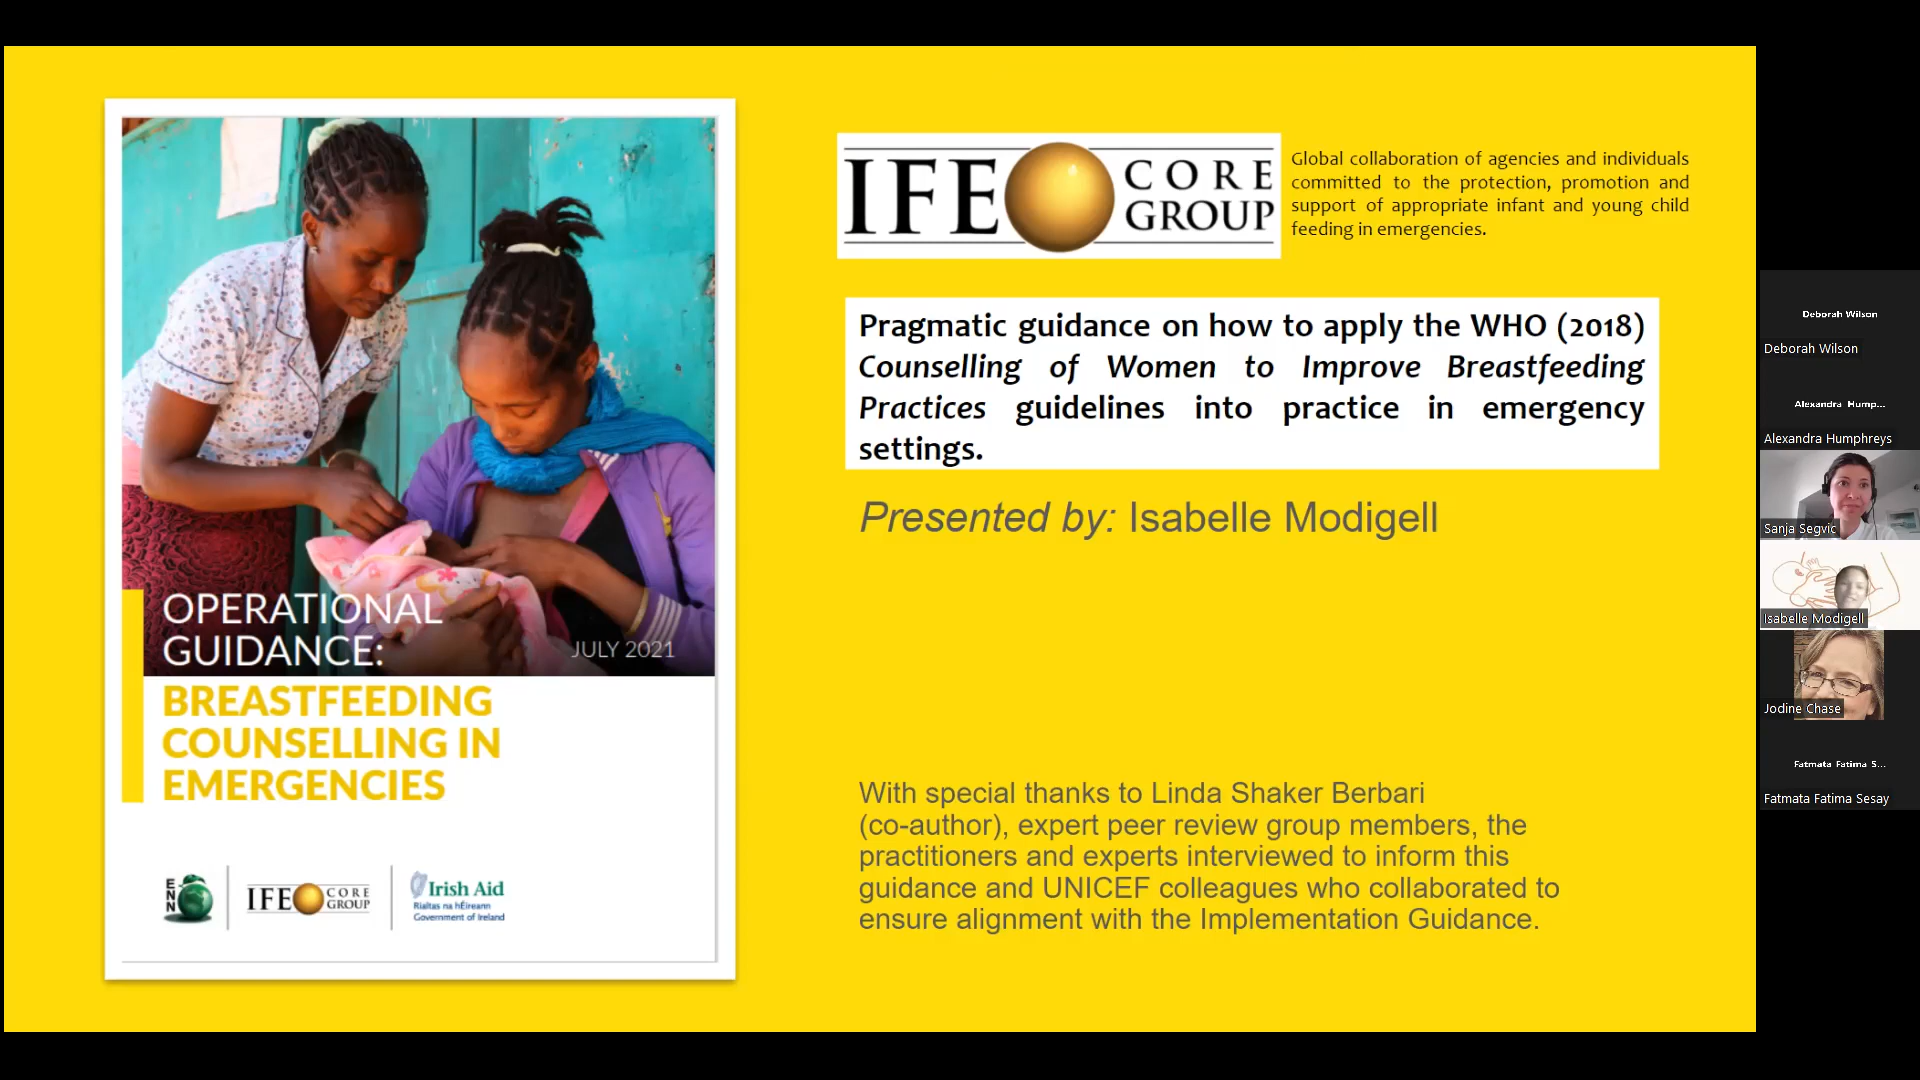 OPERATIONAL
GUIDANCE:
JULY 2021
BREASTFEEDING
COUNSELLING IN
EMERGENCIES
ENN
IFE CORE
GROUP
Irish Aid
Rialtas na hÉireann
Government of Ireland
IFE CORE
GROUP
Global collaboration of agencies and individuals
committed to the protection, promotion and
support of appropriate infant and young child
feeding in emergencies.
Pragmatic guidance on how to apply the WHO (2018)
Counselling of Women to Improve Breastfeeding
Practices guidelines into practice in emergency
settings.
Presented by: Isabelle Modigell
With special thanks to Linda Shaker Berbari
(co-author), expert peer review group members, the
practitioners and experts interviewed to inform this
guidance and UNICEF colleagues who collaborated to
ensure alignment with the Implementation Guidance.
Deborah Wilson
Deborah Wilson
Alexandra Hump...
Alexandra Humphreys
Sanja Segvic
Isabelle Modigell
Jodine Chase
Fatmata Fatima S...
Fatmata Fatima Sesay